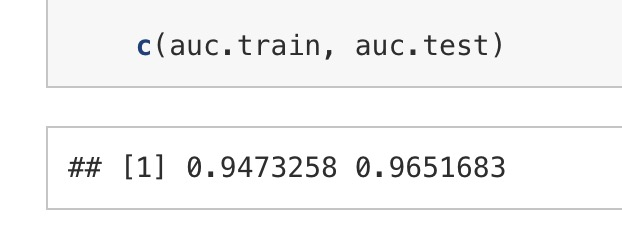 c(auc.train, auc.test)
## [1] 0.9473258 0.9651683